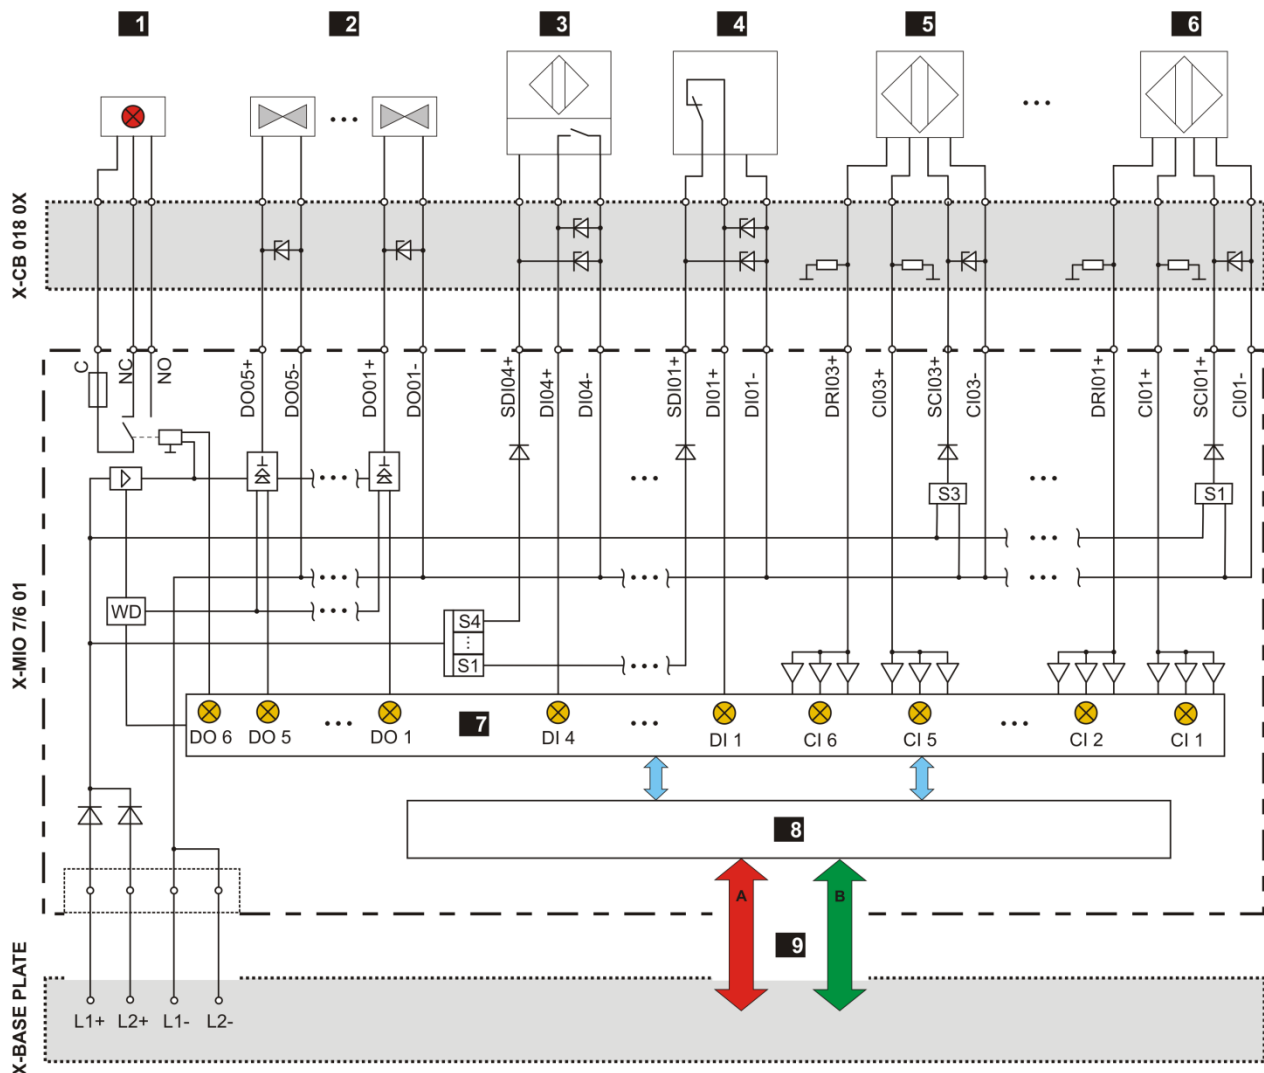 1 2 3 4 5 6
X-CB 018 0X
C NC NO DO05+ DO05- DO01+ DO01- SDI04+ DI04+ DI04- SDI01+ DI01+ DI01- DRI03+ CI03+ SCI03+ CI03- DRI01+ CI01+ SCI01+ CI01-
S3 S1
X-MIO 7/6 01
WD
S4
S1
7
DO 6 DO 5 DO 1 DI 4 DI 1 CI 6 CI 5 CI 2 CI 1
8
A B
9
X-BASE PLATE
L1+ L2+ L1- L2-